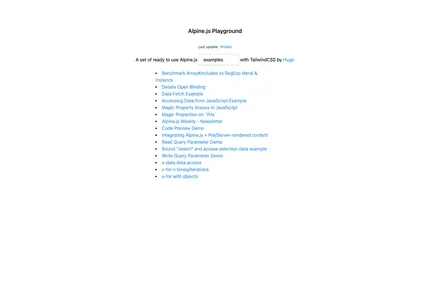 Alpine.js Playground
Last update:
A set of ready to use Alpine.js examples with TailwindCSS by Hugo
Benchmark Array#includes vs RegExp literal &
instance
Details Open Binding
Data Fetch Example
Accessing Data from JavaScript Example
Magic Property Access in JavaScript
Magic Properties on `this`
Alpine.js Weekly - Newsletter
Code Preview Demo
Integrating Alpine.js + Pre/Server-rendered content
Read Query Parameter Demo
Bound "select" and access selection data example
Write Query Parameter Demo
x-data data access
x-for n times/iterations
x-for with objects